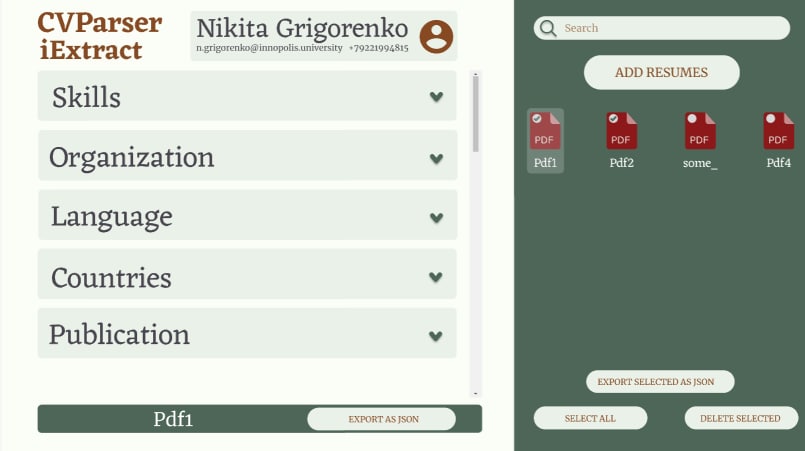 CVParser
iExtract
Nikita Grigorenko
n.grigorenko@innopolis.university +79221994815
Skills
Organization
Language
Countries
Publication
Pdf1
EXPORT AS JSON
Search
ADD RESUMES
PDF PDF PDF PDF
Pdf1 Pdf2 some_ Pdf4
EXPORT SELECTED AS JSON
SELECT ALL
DELETE SELECTED